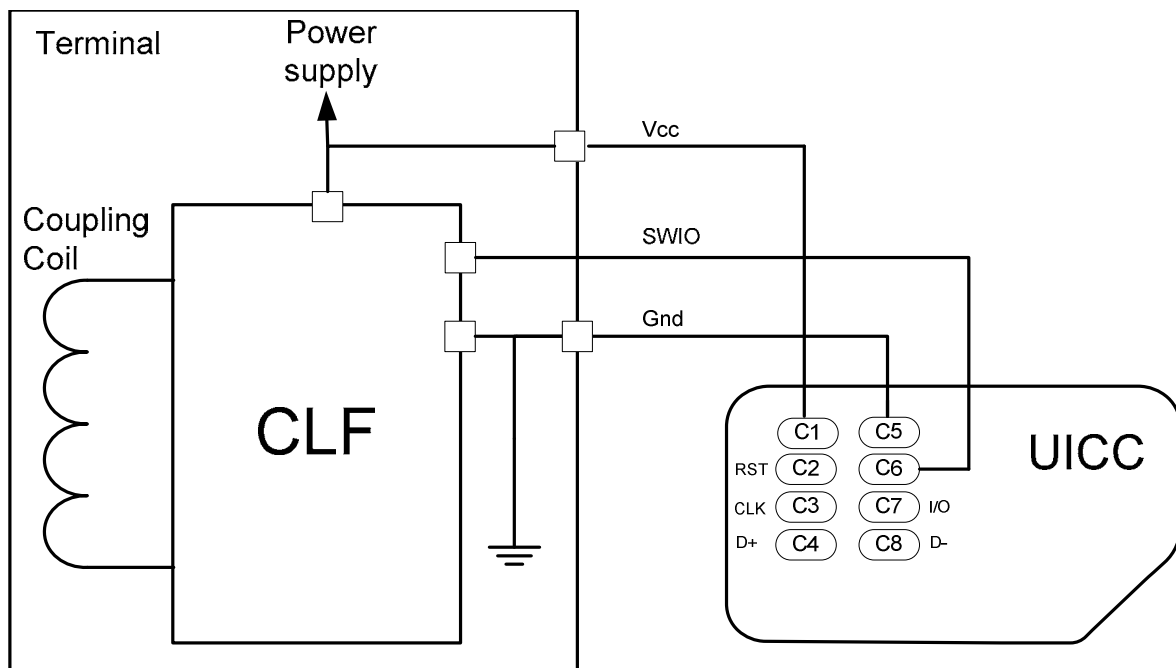 Terminal
Power
supply
Vcc
Coupling
Coil
SWIO
Gnd
CLF
UICC
C1 C5
RST C2 C6
CLK C3 C7 I/O
D+ C4 C8 D-